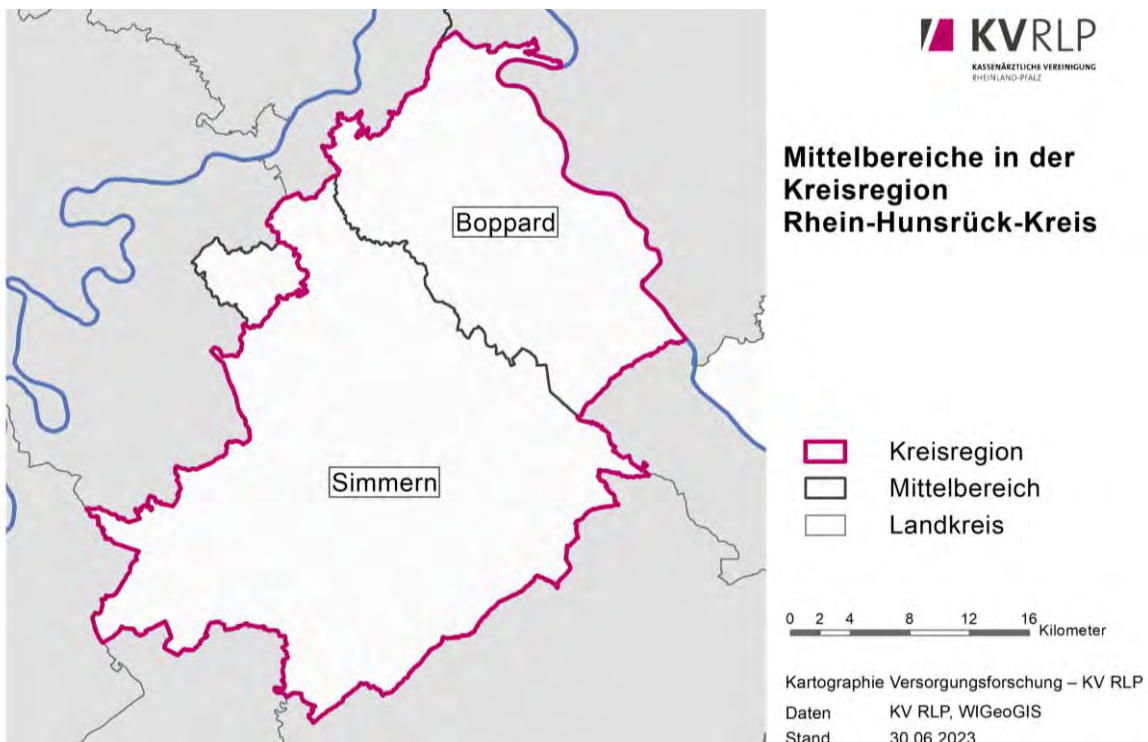 KVRLP
KASSENÄRZTLICHE VEREINIGUNG
RHEINLAND-PFALZ
Mittelbereiche in der
Kreisregion
Rhein-Hunsrück-Kreis
Boppard
Simmern
Kreisregion
Mittelbereich
Landkreis
0 2 4 8 12 16
Kilometer
Kartographie Versorgungsforschung – KV RLP
Daten KV RLP, WIGeoGIS
Stand 30.06.2023